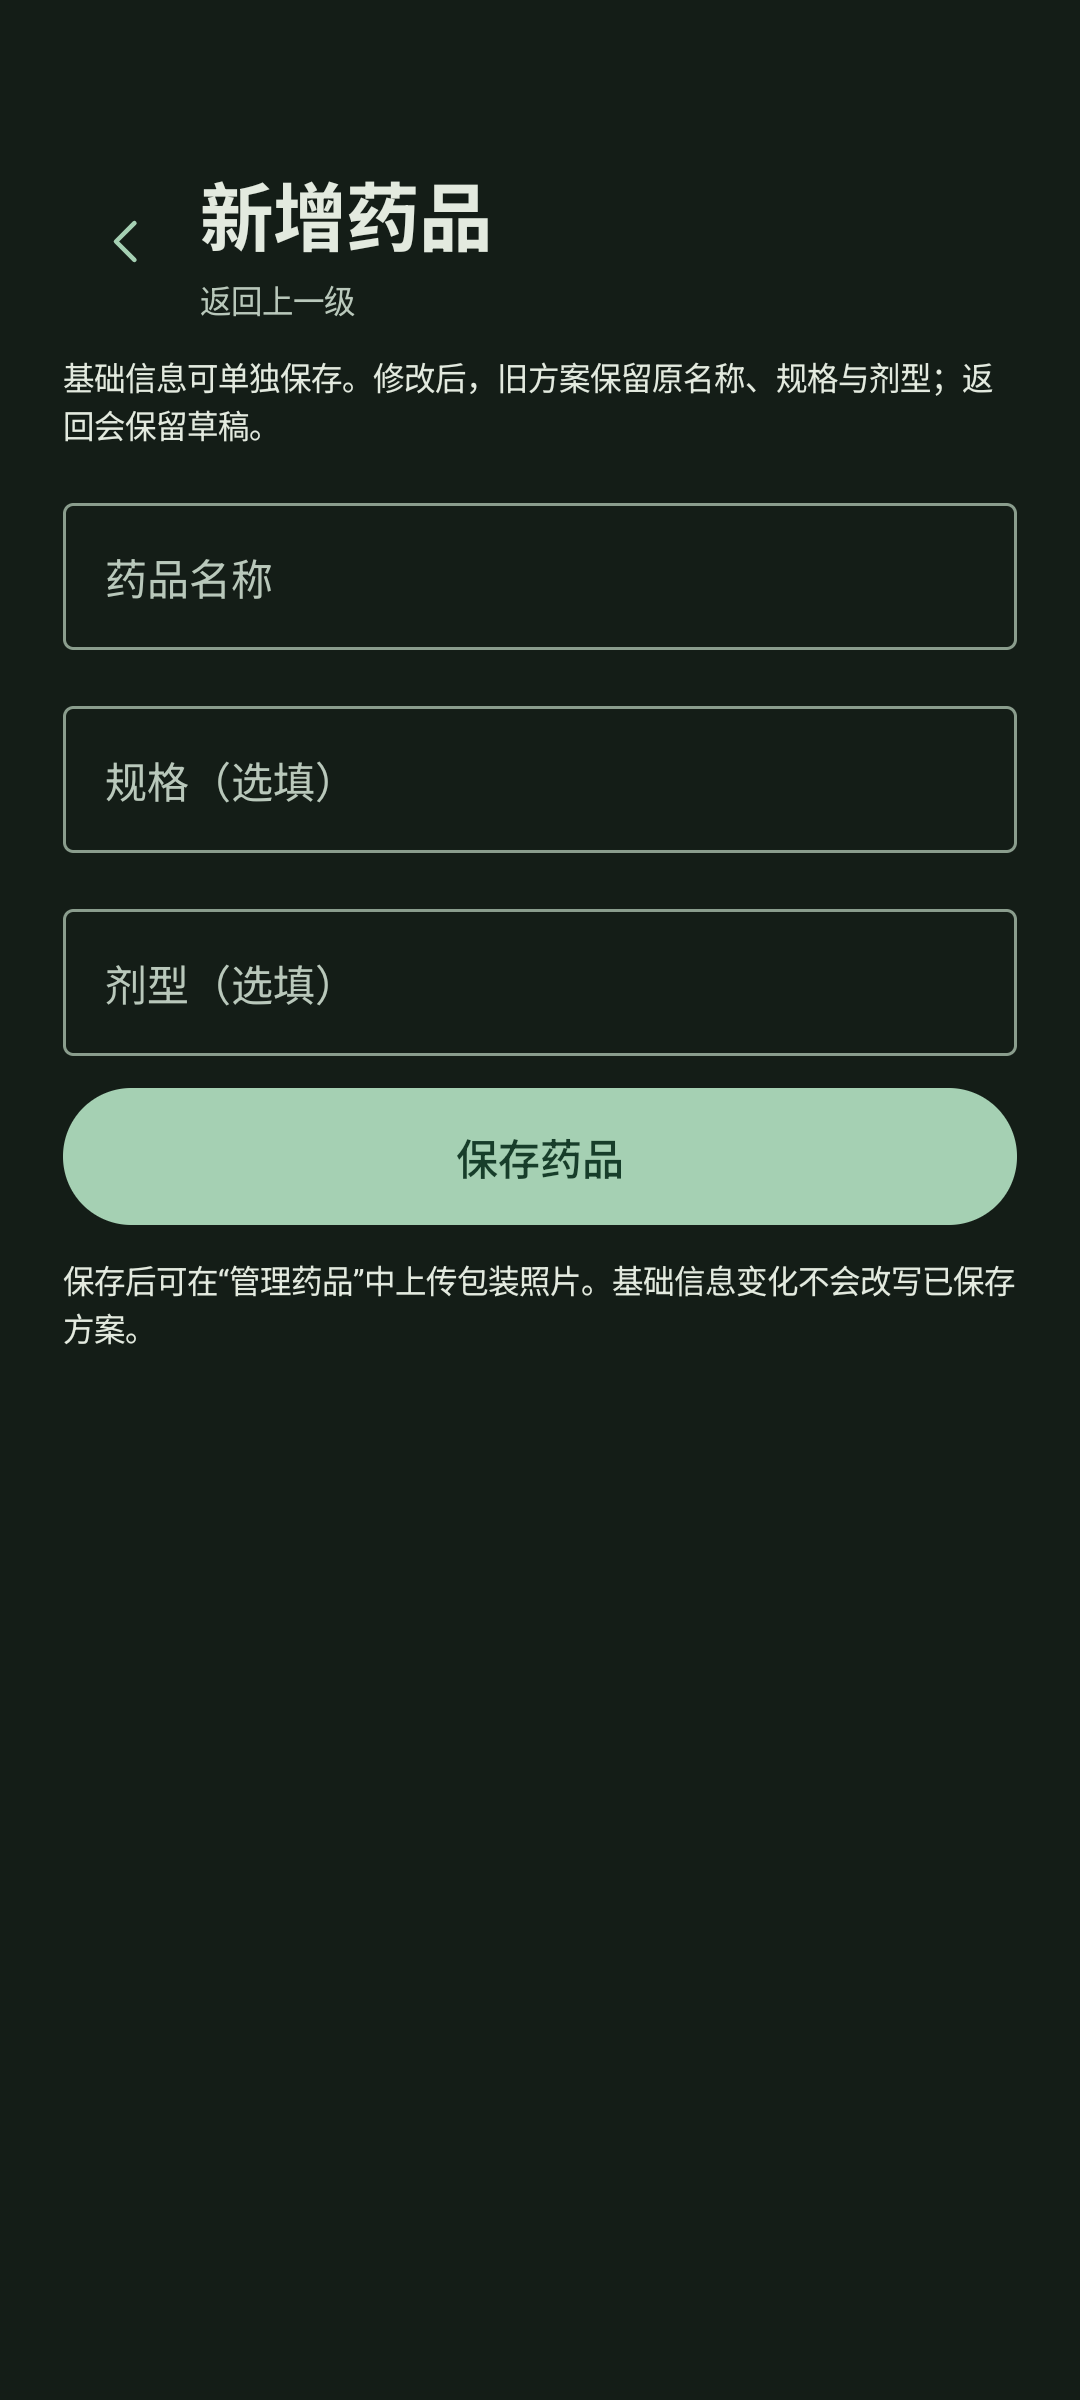 新增药品
返回上一级
基础信息可单独保存。修改后，旧方案保留原名称、规格与剂型；返
回会保留草稿。
药品名称
规格（选填）
剂型（选填）
保存药品
保存后可在“管理药品”中上传包装照片。基础信息变化不会改写已保存
方案。